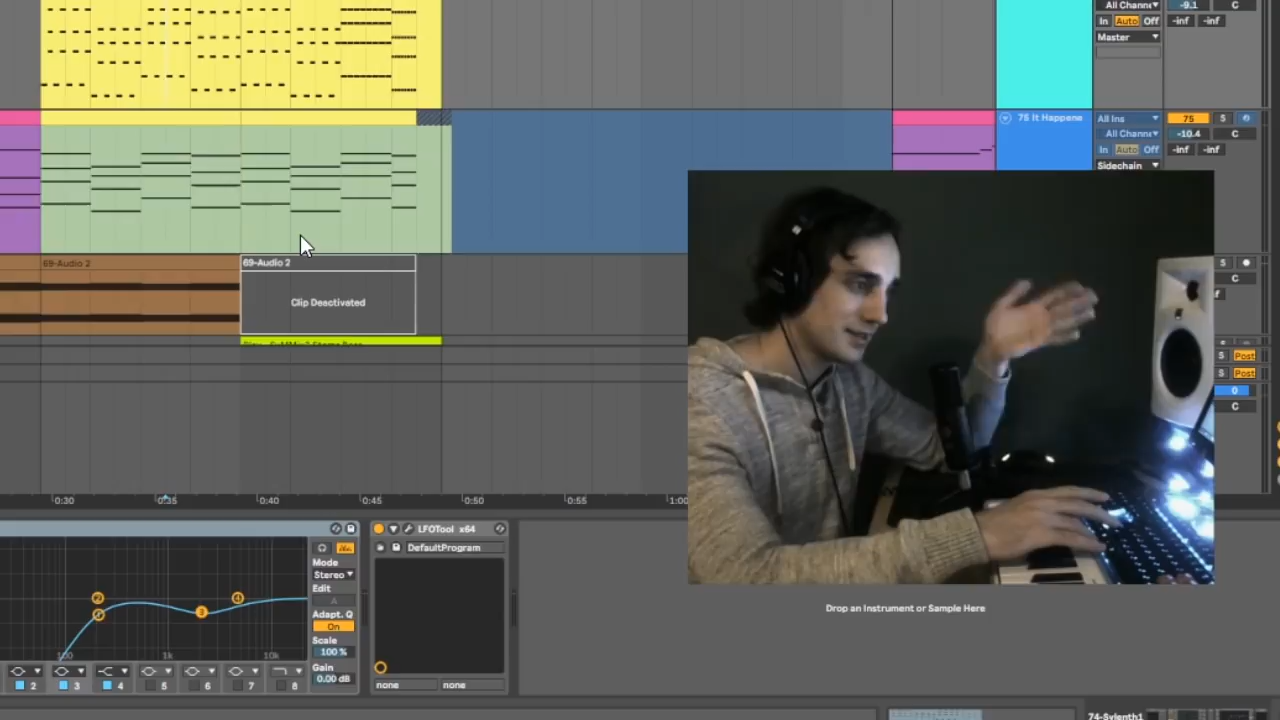 All Channe
-9.1
C
In Auto Off
-inf -inf
Master
75 It Happene
All Ins
75
S
All Channe
-10.4
C
In Auto Off
-inf -inf
Sidechain
69-Audio 2
69-Audio 2
S
C
Clip Deactivated
S
Post
S
Post
0
C
0:30
0:35
0:40
0:45
0:50
0:55
1:00
LFOTool x64
DefaultProgram
Mode
Stereo
Edit
A
Adapt. Q
On
Scale
100 %
Gain
0.00 dB
100
1k
10k
2
3
4
5
6
7
8
none
none
Drop an Instrument or Sample Here
74-Sylenth1